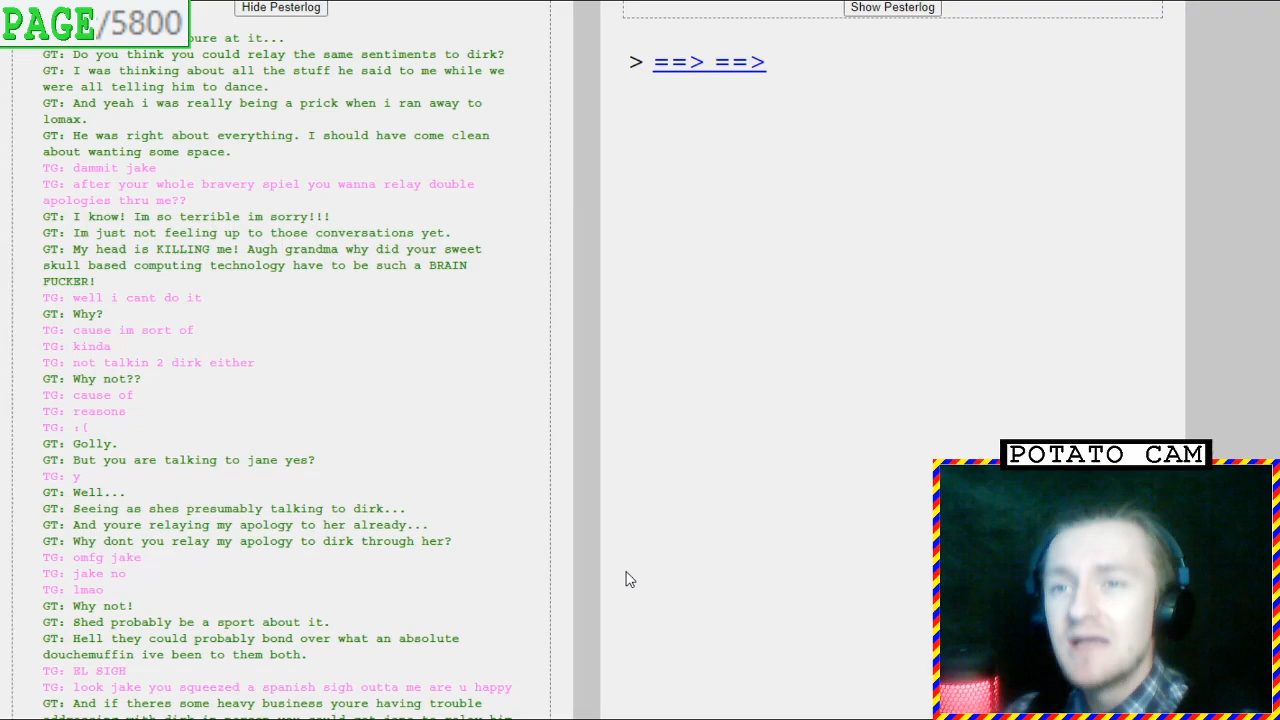 PAGE/5800
Hide Pesterlog
Show Pesterlog
youre at it...
GT: Do you think you could relay the same sentiments to dirk?
GT: I was thinking about all the stuff he said to me while we
were all telling him to dance.
GT: And yeah i was really being a prick when i ran away to
lomax.
GT: He was right about everything. I should have come clean
about wanting some space.
TG: dammit jake
TG: after your whole bravery spiel you wanna relay double
apologies thru me??
GT: I know! Im so terrible im sorry!!!
GT: Im just not feeling up to those conversations yet.
GT: My head is KILLING me! Augh grandma why did your sweet
skull based computing technology have to be such a BRAIN
FUCKER!
TG: well i cant do it
GT: Why?
TG: cause im sort of
TG: kinda
TG: not talkin 2 dirk either
GT: Why not??
TG: cause of
TG: reasons
TG: :(
GT: Golly.
GT: But you are talking to jane yes?
TG: y
GT: Well...
GT: Seeing as shes presumably talking to dirk...
GT: And youre relaying my apology to her already...
GT: Why dont you relay my apology to dirk through her?
TG: omfg jake
TG: jake no
TG: lmao
GT: Why not!
GT: Shed probably be a sport about it.
GT: Hell they could probably bond over what an absolute
douchemuffin ive been to them both.
TG: EL SIGH
TG: look jake you squeezed a spanish sigh outta me are u happy
GT: And if theres some heavy business youre having trouble
> ==> ==>
POTATO CAM